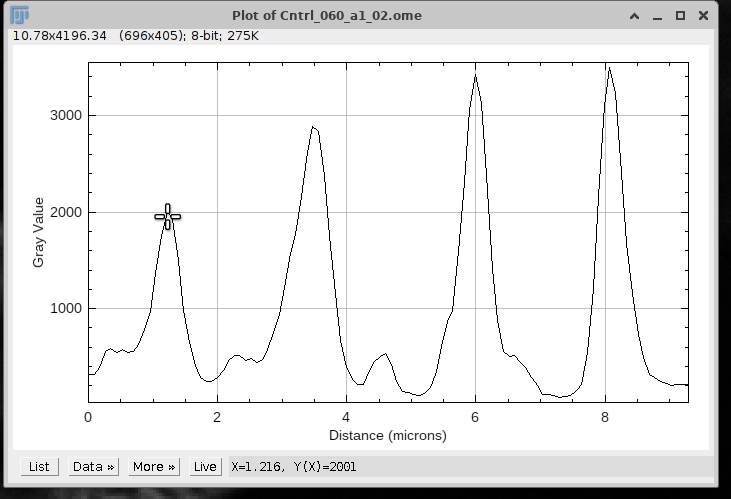 Plot of Cntrl_060_a1_02.ome
10.78x4196.34 (696x405); 8-bit; 275K
3000
2000
1000
Gray Value
0 2 4 6 8
Distance (microns)
List Data » More » Live X=1.216, Y(X)=2001